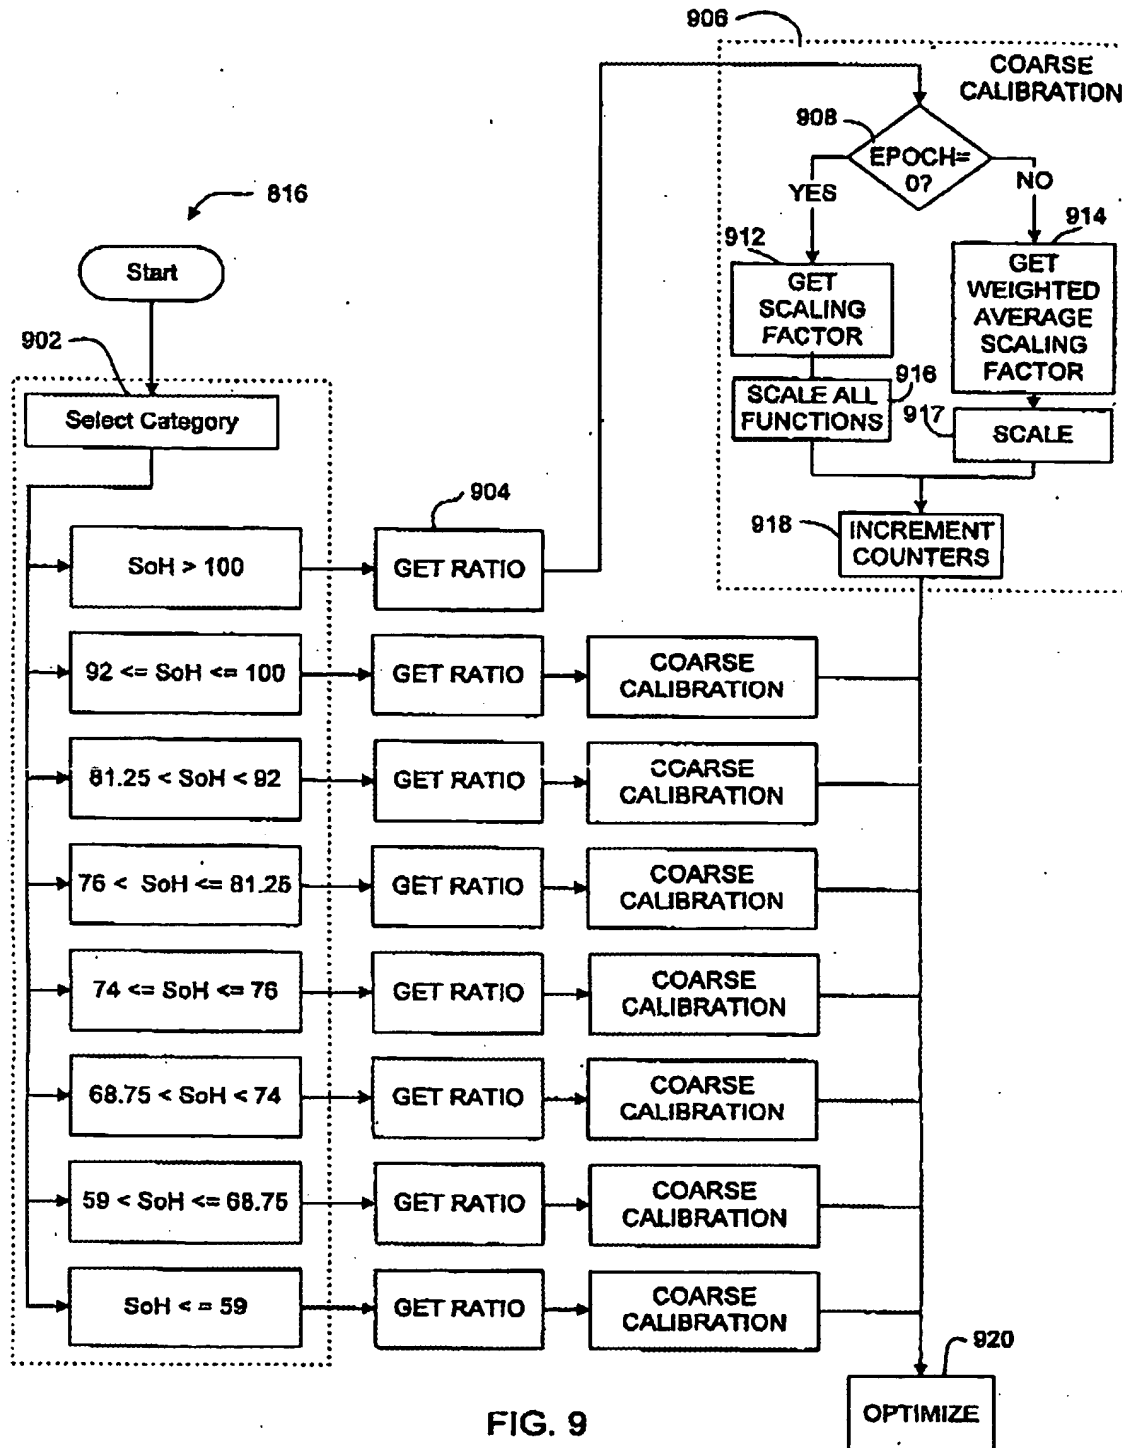 906
COARSE
CALIBRATION
908
EPOCH=
0?
YES
NO
816
Start
912
GET
SCALING
FACTOR
914
GET
WEIGHTED
AVERAGE
SCALING
FACTOR
902
Select Category
SCALE ALL
FUNCTIONS
916
917
SCALE
904
918
INCREMENT
COUNTERS
SoH > 100
GET RATIO
92 <= SoH <= 100
GET RATIO
COARSE
CALIBRATION
81.25 < SoH < 92
GET RATIO
COARSE
CALIBRATION
76 < SoH <= 81.25
GET RATIO
COARSE
CALIBRATION
74 <= SoH <= 76
GET RATIO
COARSE
CALIBRATION
68.75 < SoH < 74
GET RATIO
COARSE
CALIBRATION
59 < SoH <= 68.75
GET RATIO
COARSE
CALIBRATION
SoH < = 59
GET RATIO
COARSE
CALIBRATION
920
OPTIMIZE
FIG. 9